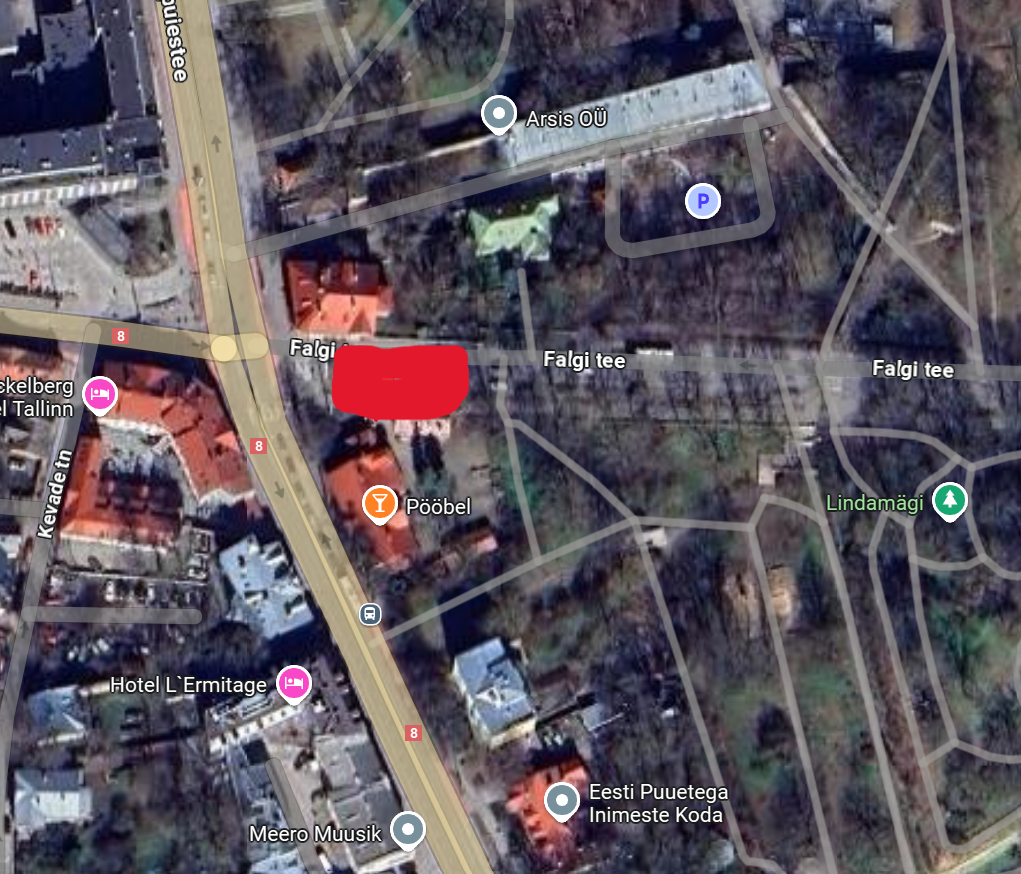 puiestee
Arsis OÜ
P
8
Falgi
Falgi tee
Falgi tee
ckelberg
el Tallinn
8
Kevade tn
Pööbel
Lindamägi
Hotel L`Ermitage
8
Eesti Puuetega
Inimeste Koda
Meero Muusik